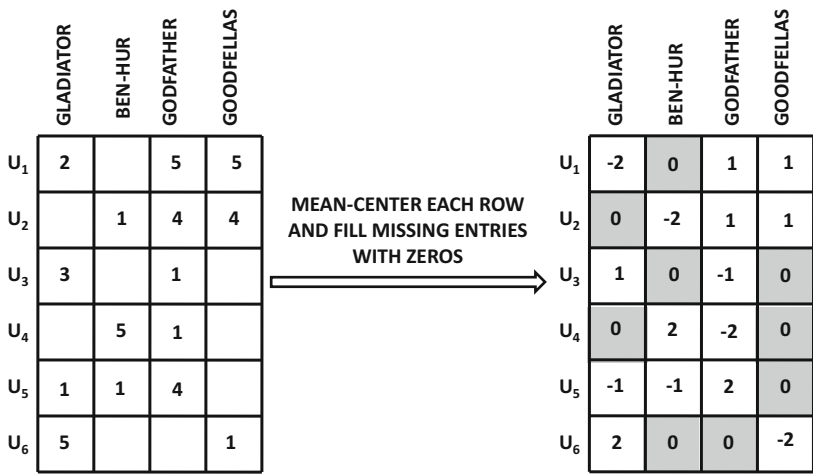 GLADIATOR BEN-HUR GODFATHER GOODFELLAS
U1 2 5 5
U2 1 4 4
U3 3 1
U4 5 1
U5 1 1 4
U6 5 1
MEAN-CENTER EACH ROW
AND FILL MISSING ENTRIES
WITH ZEROS
GLADIATOR BEN-HUR GODFATHER GOODFELLAS
U1 -2 0 1 1
U2 0 -2 1 1
U3 1 0 -1 0
U4 0 2 -2 0
U5 -1 -1 2 0
U6 2 0 0 -2